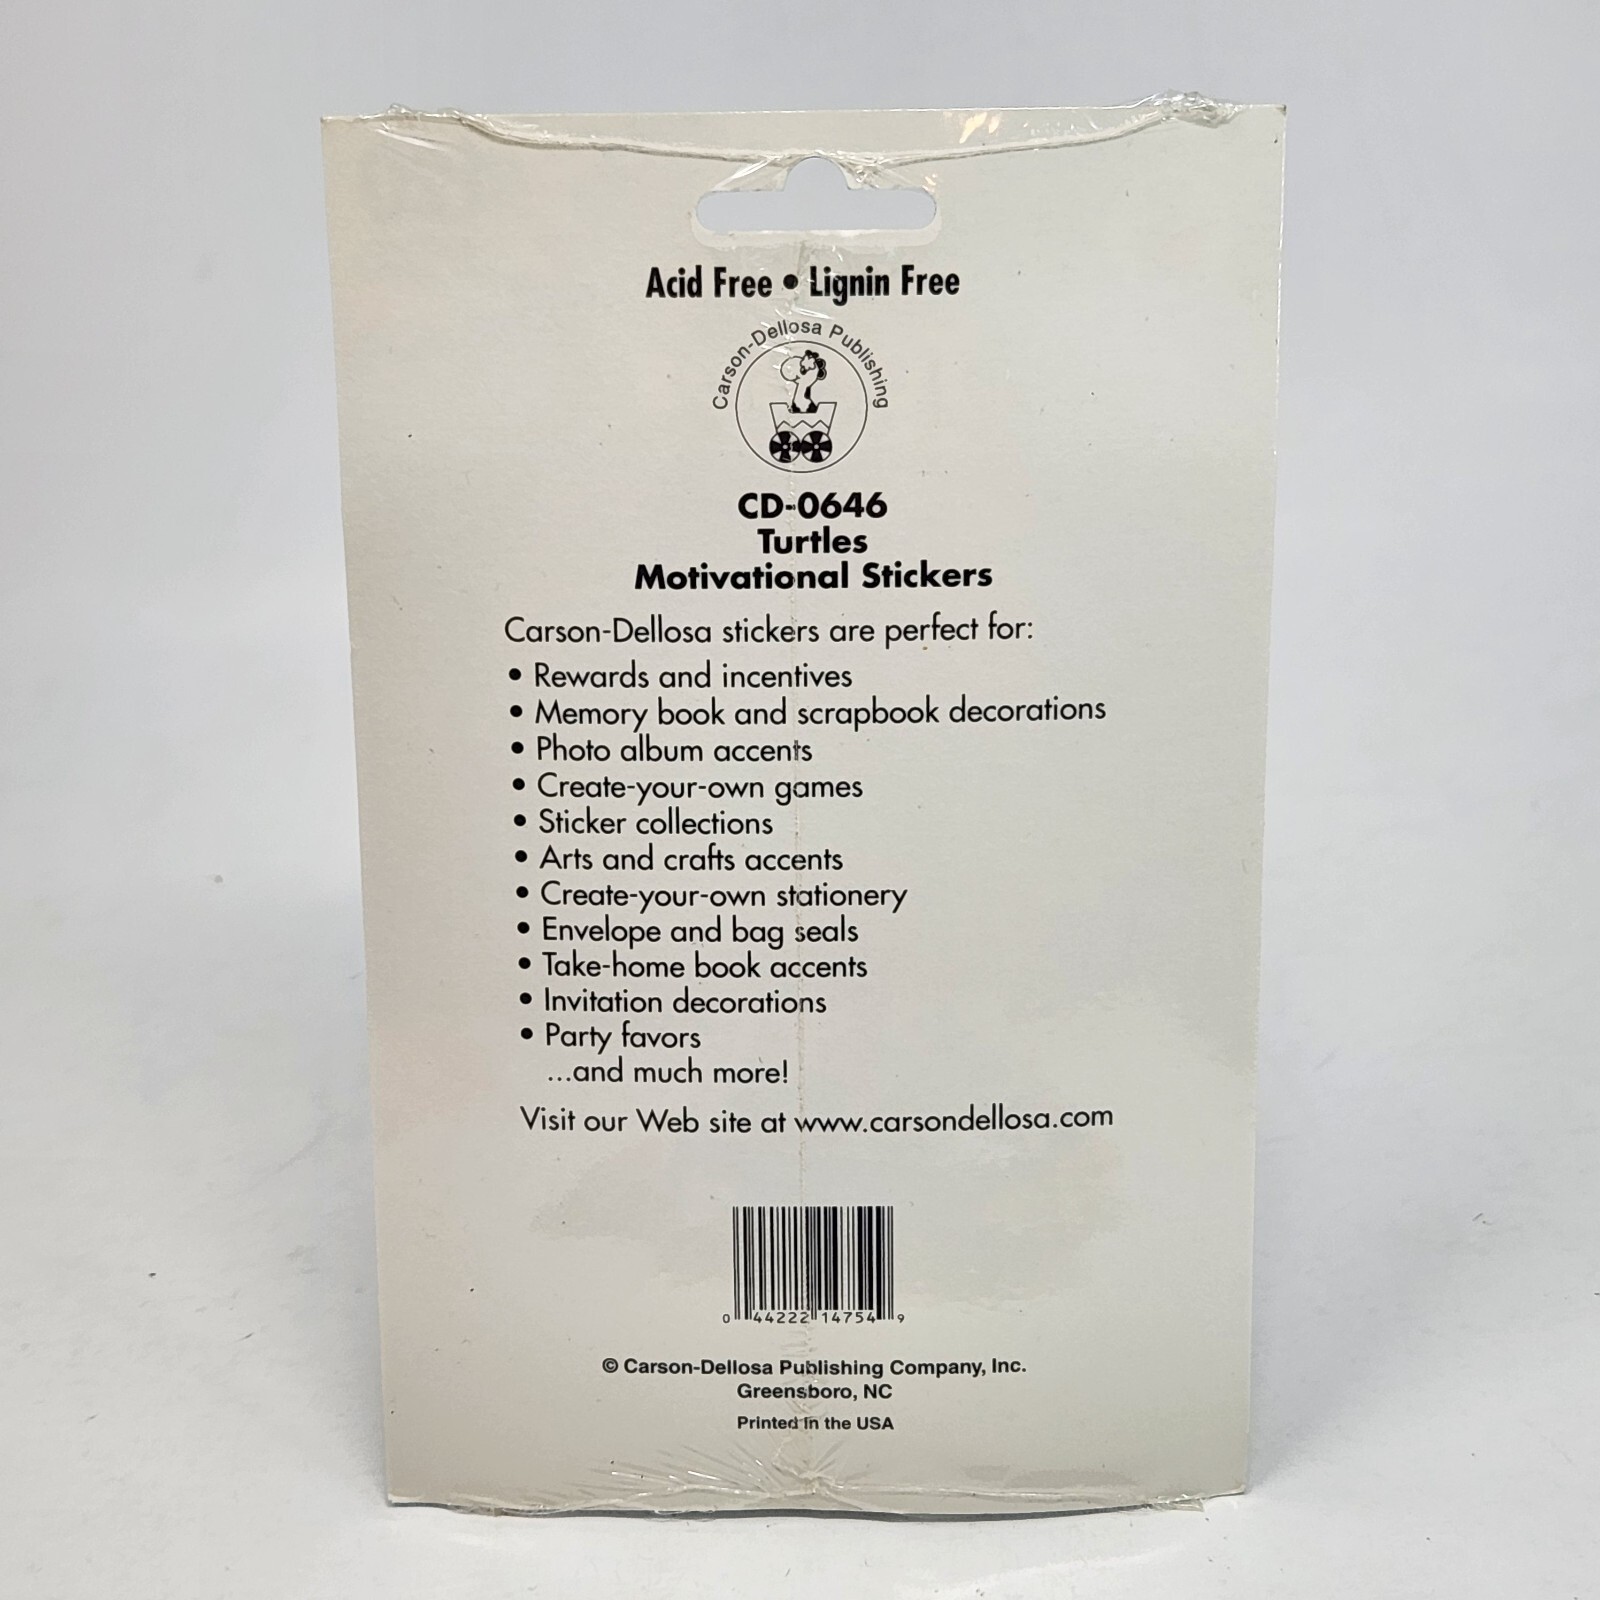 Acid Free • Lignin Free
Carson-Dellosa Publishing
CD-0646
Turtles
Motivational Stickers
Carson-Dellosa stickers are perfect for:
• Rewards and incentives
• Memory book and scrapbook decorations
• Photo album accents
• Create-your-own games
• Sticker collections
• Arts and crafts accents
• Create-your-own stationery
• Envelope and bag seals
• Take-home book accents
• Invitation decorations
• Party favors
...and much more!
Visit our Web site at www.carsondellosa.com
0 44222 14754 9
© Carson-Dellosa Publishing Company, Inc.
Greensboro, NC
Printed in the USA